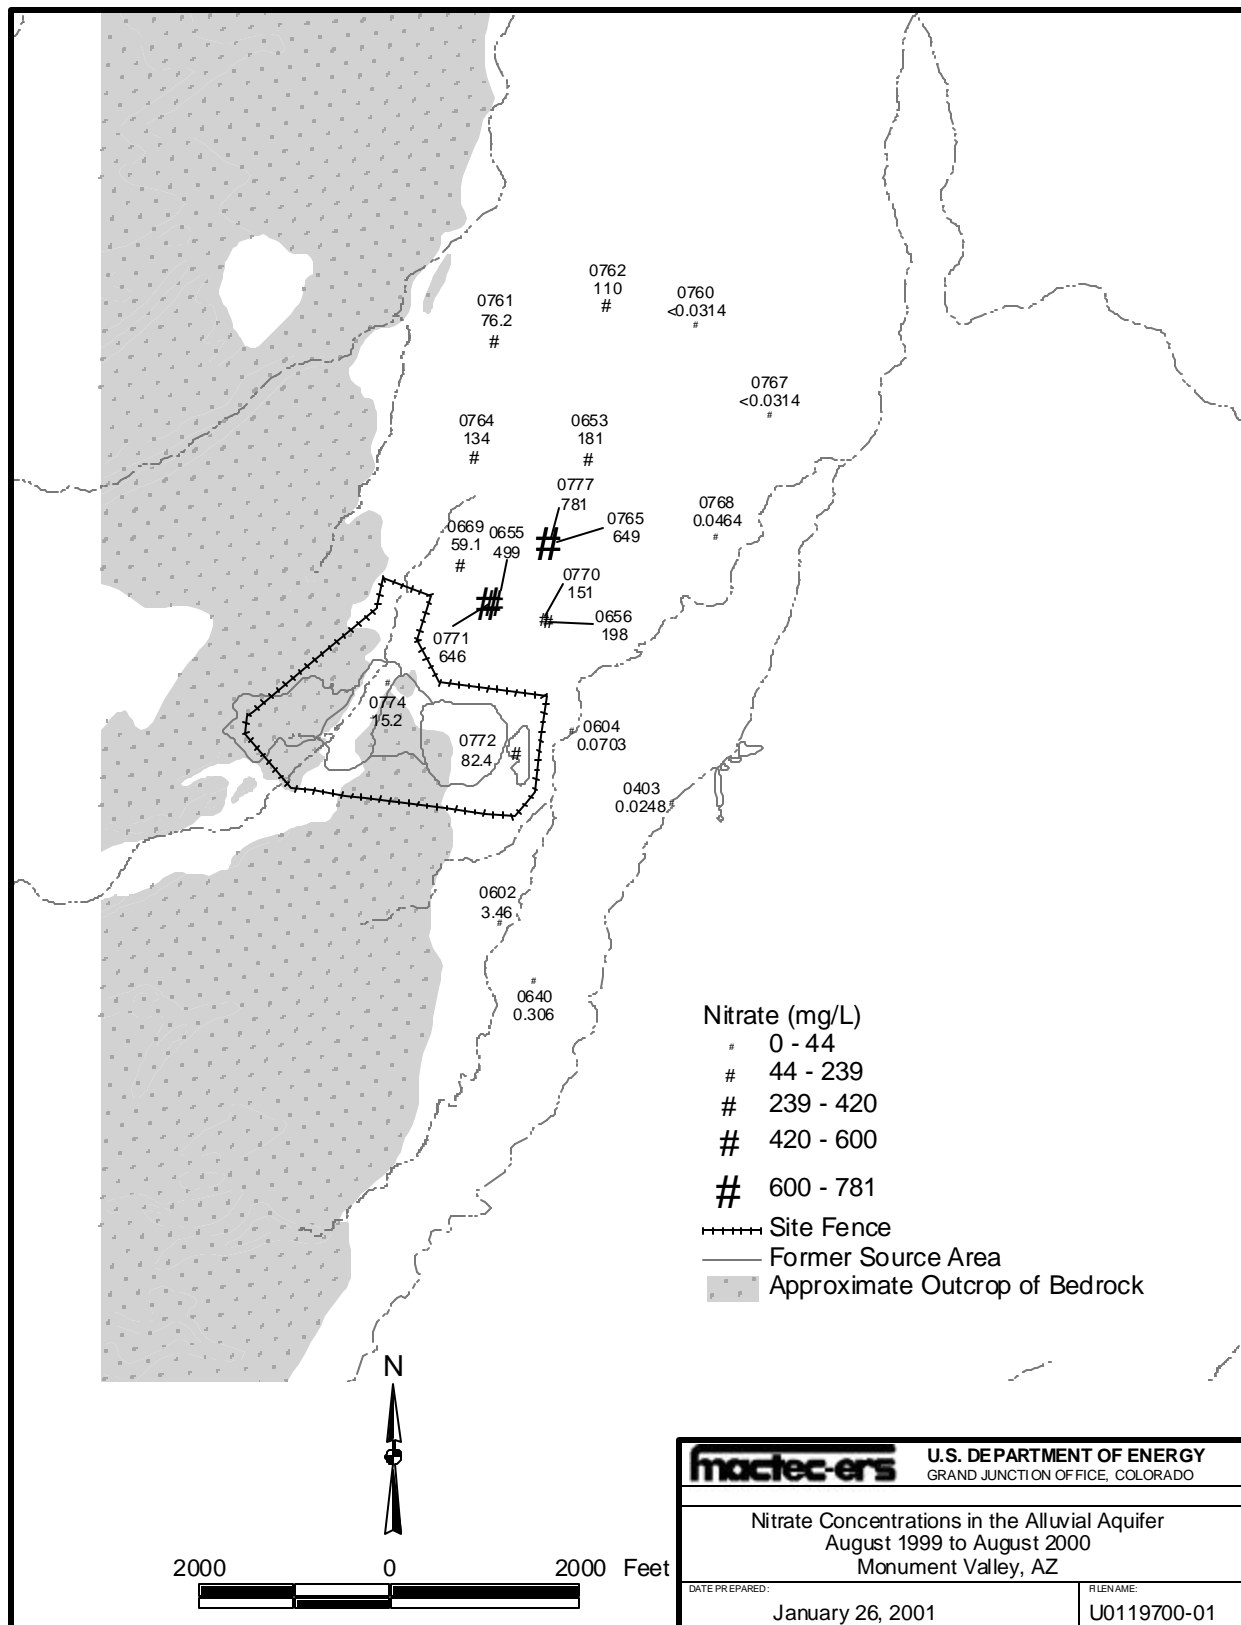 0762
110
#
0760
<0.0314
#
0761
76.2
#
0767
<0.0314
#
0764
134
#
0653
181
#
0777
781
#
0765
649
0768
0.0464
#
0669
59.1
#
0655
499
#
0770
151
#
0656
198
#
0771
646
#
#
0774
15.2
#
0604
0.0703
0772
82.4
#
0403
0.0248
#
0602
3.46
#
#
0640
0.306
Nitrate (mg/L)
# 0 - 44
# 44 - 239
# 239 - 420
# 420 - 600
# 600 - 781
Site Fence
Former Source Area
Approximate Outcrop of Bedrock
N
2000 0 2000 Feet
mactec-ers
U.S. DEPARTMENT OF ENERGY
GRAND JUNCTION OFFICE, COLORADO
Nitrate Concentrations in the Alluvial Aquifer
August 1999 to August 2000
Monument Valley, AZ
DATE PREPARED:
January 26, 2001
FILENAME:
U0119700-01